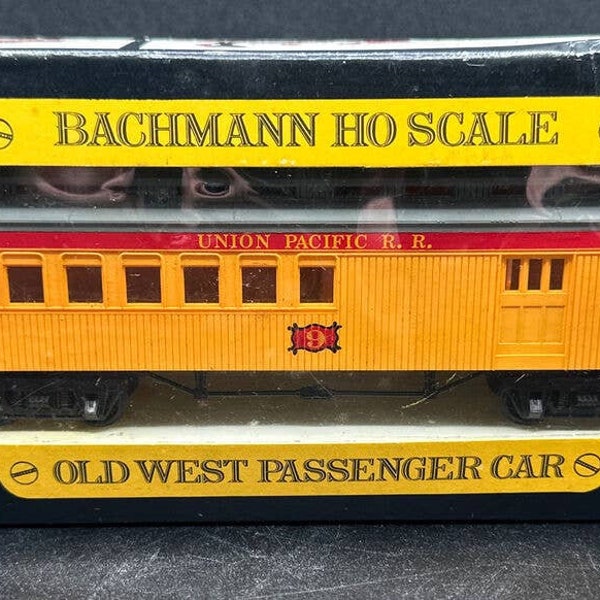 BACHMANN HO SCALE
UNION PACIFIC R. R.
9
OLD WEST PASSENGER CAR